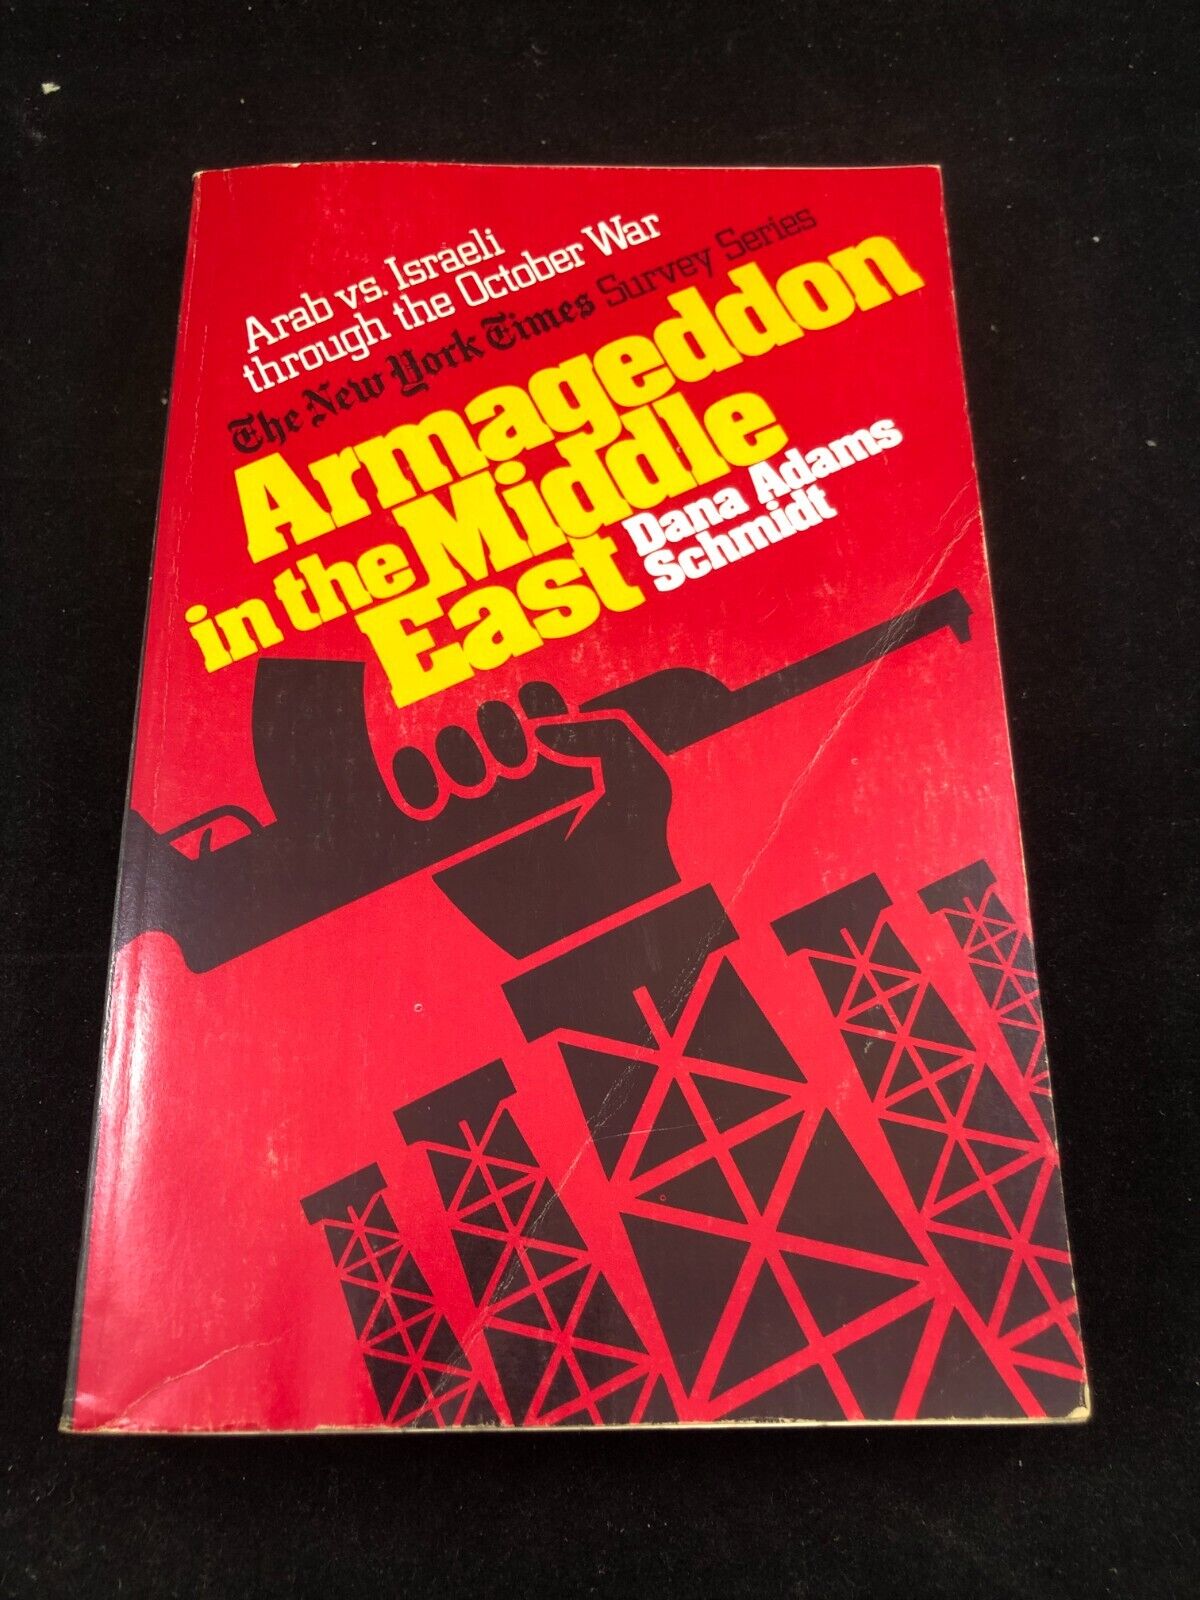 Arab vs. Israeli
through the October War
The New York Times Survey Series
Armageddon
in the Middle
East
Dana Adams
Schmidt